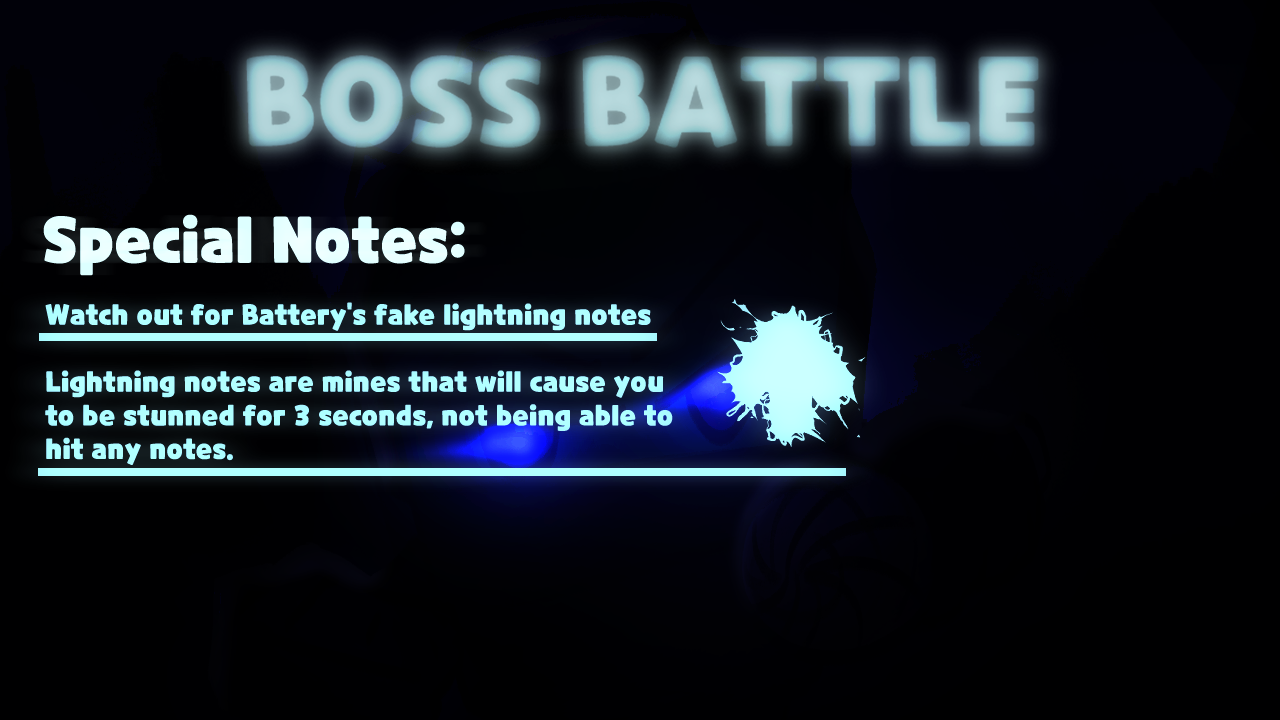 BOSS BATTLE
Special Notes:
Watch out for Battery's fake lightning notes
Lightning notes are mines that will cause you
to be stunned for 3 seconds, not being able to
hit any notes.